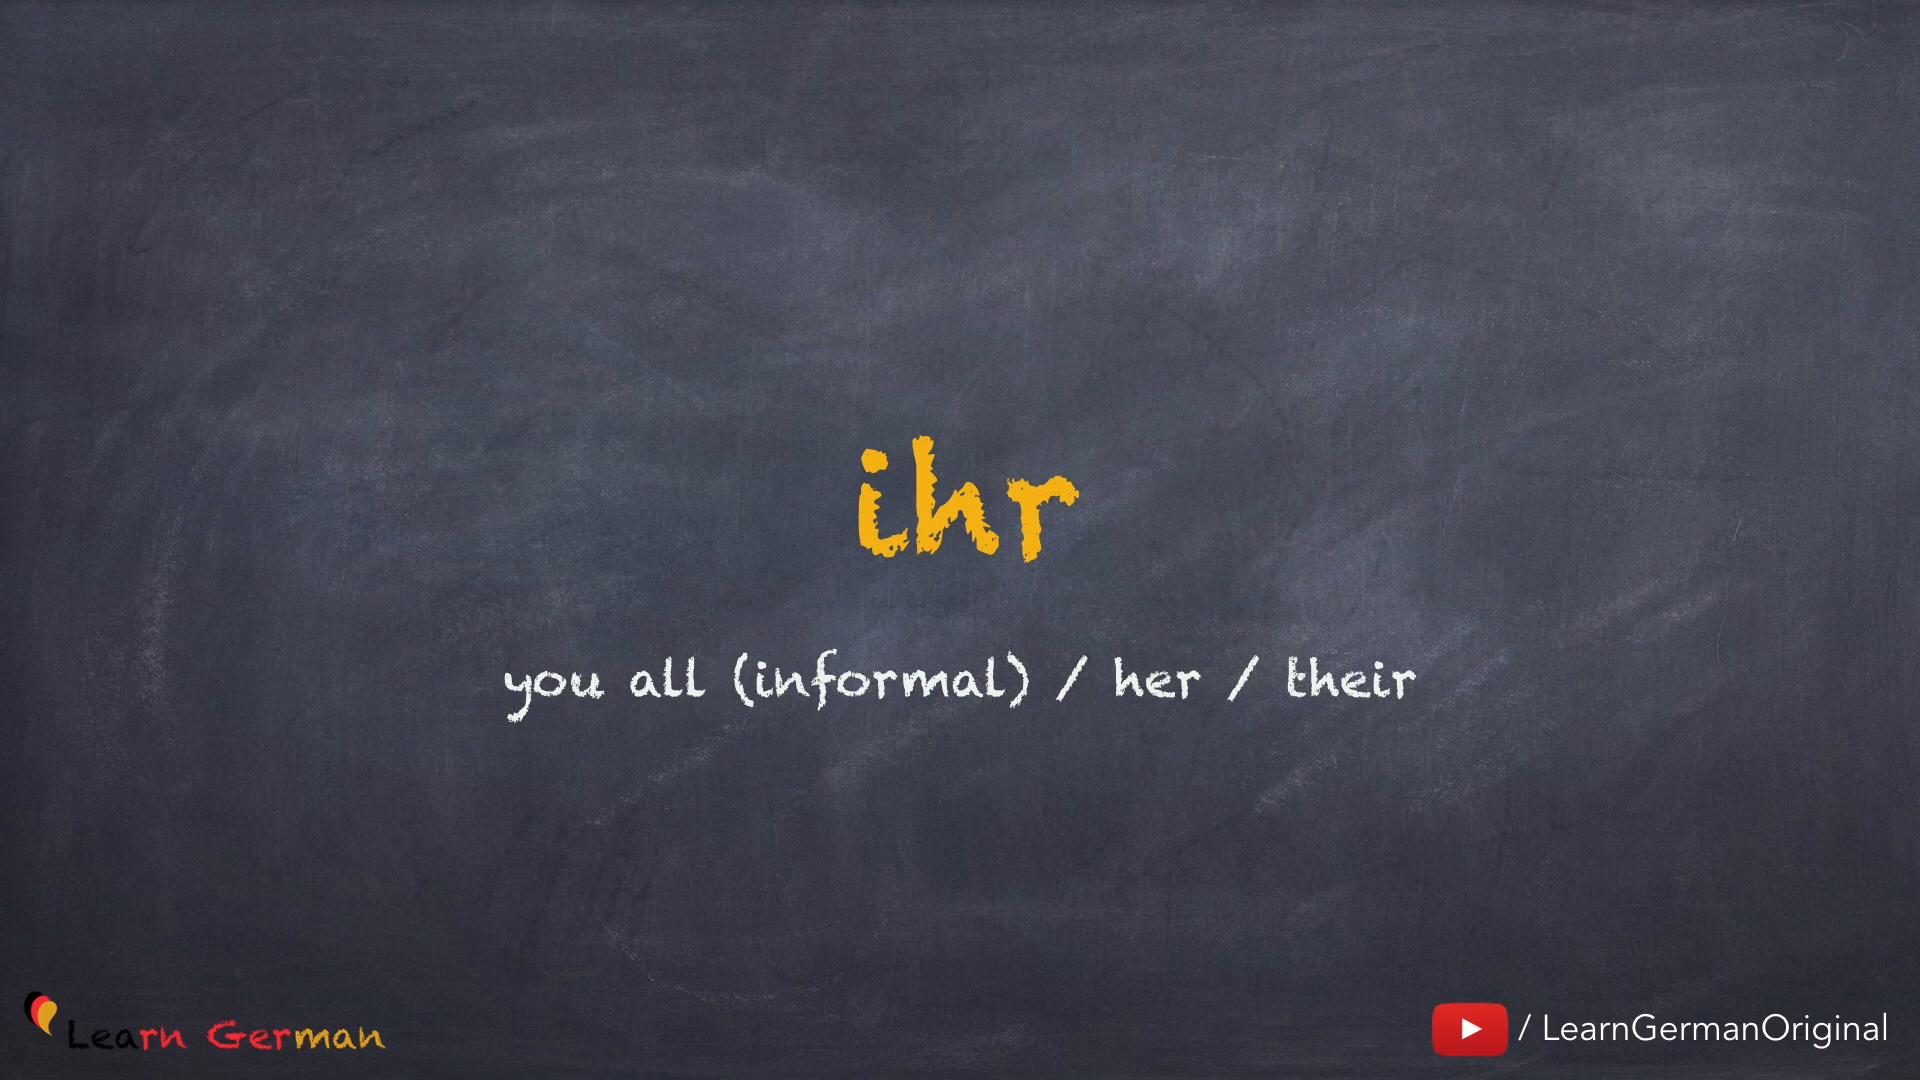 ihr
you all (informal) / her / their
Learn German
/ LearnGermanOriginal